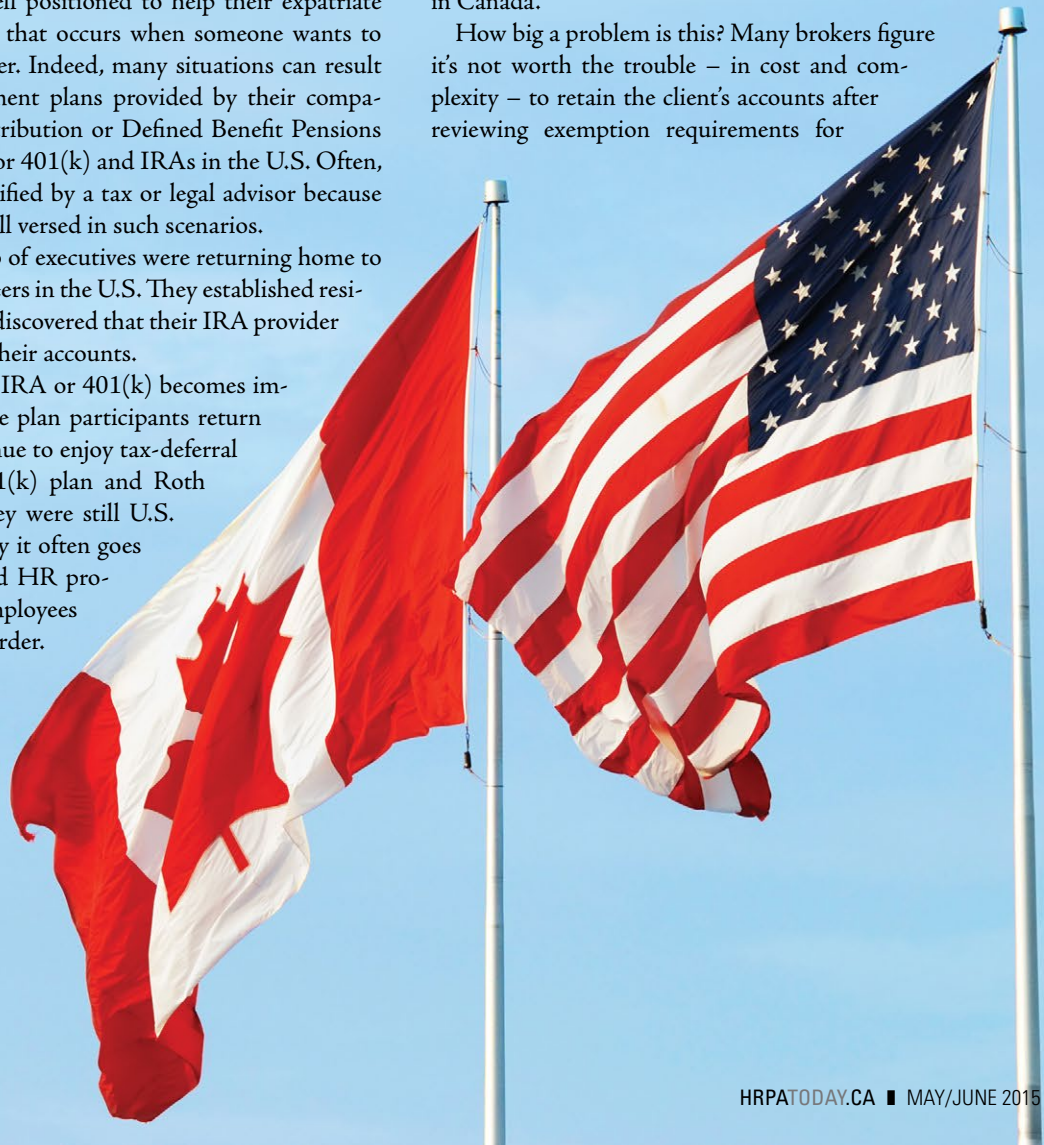 ell positioned to help their expatriate
that occurs when someone wants to
er. Indeed, many situations can result
ment plans provided by their compa-
tribution or Defined Benefit Pensions
or 401(k) and IRAs in the U.S. Often,
tified by a tax or legal advisor because
ll versed in such scenarios.
of executives were returning home to
eers in the U.S. They established resi-
discovered that their IRA provider
heir accounts.
IRA or 401(k) becomes im-
e plan participants return
nue to enjoy tax-deferral
1(k) plan and Roth
ey were still U.S.
y it often goes
d HR pro-
mployees
rder.
in Canada.
How big a problem is this? Many brokers figure
it's not worth the trouble – in cost and com-
plexity – to retain the client's accounts after
reviewing exemption requirements for
HRPATODAY.CA ▮ MAY/JUNE 2015